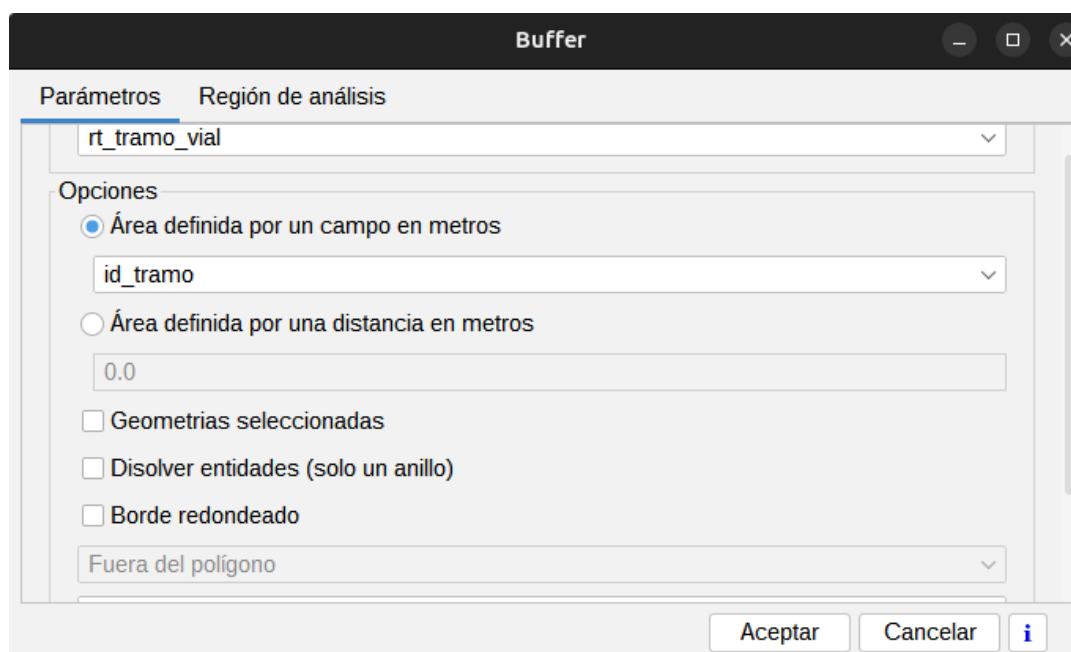 Buffer
Parámetros Región de análisis
rt_tramo_vial
Opciones
Área definida por un campo en metros
id_tramo
Área definida por una distancia en metros
0.0
Geometrias seleccionadas
Disolver entidades (solo un anillo)
Borde redondeado
Fuera del polígono
Aceptar Cancelar i